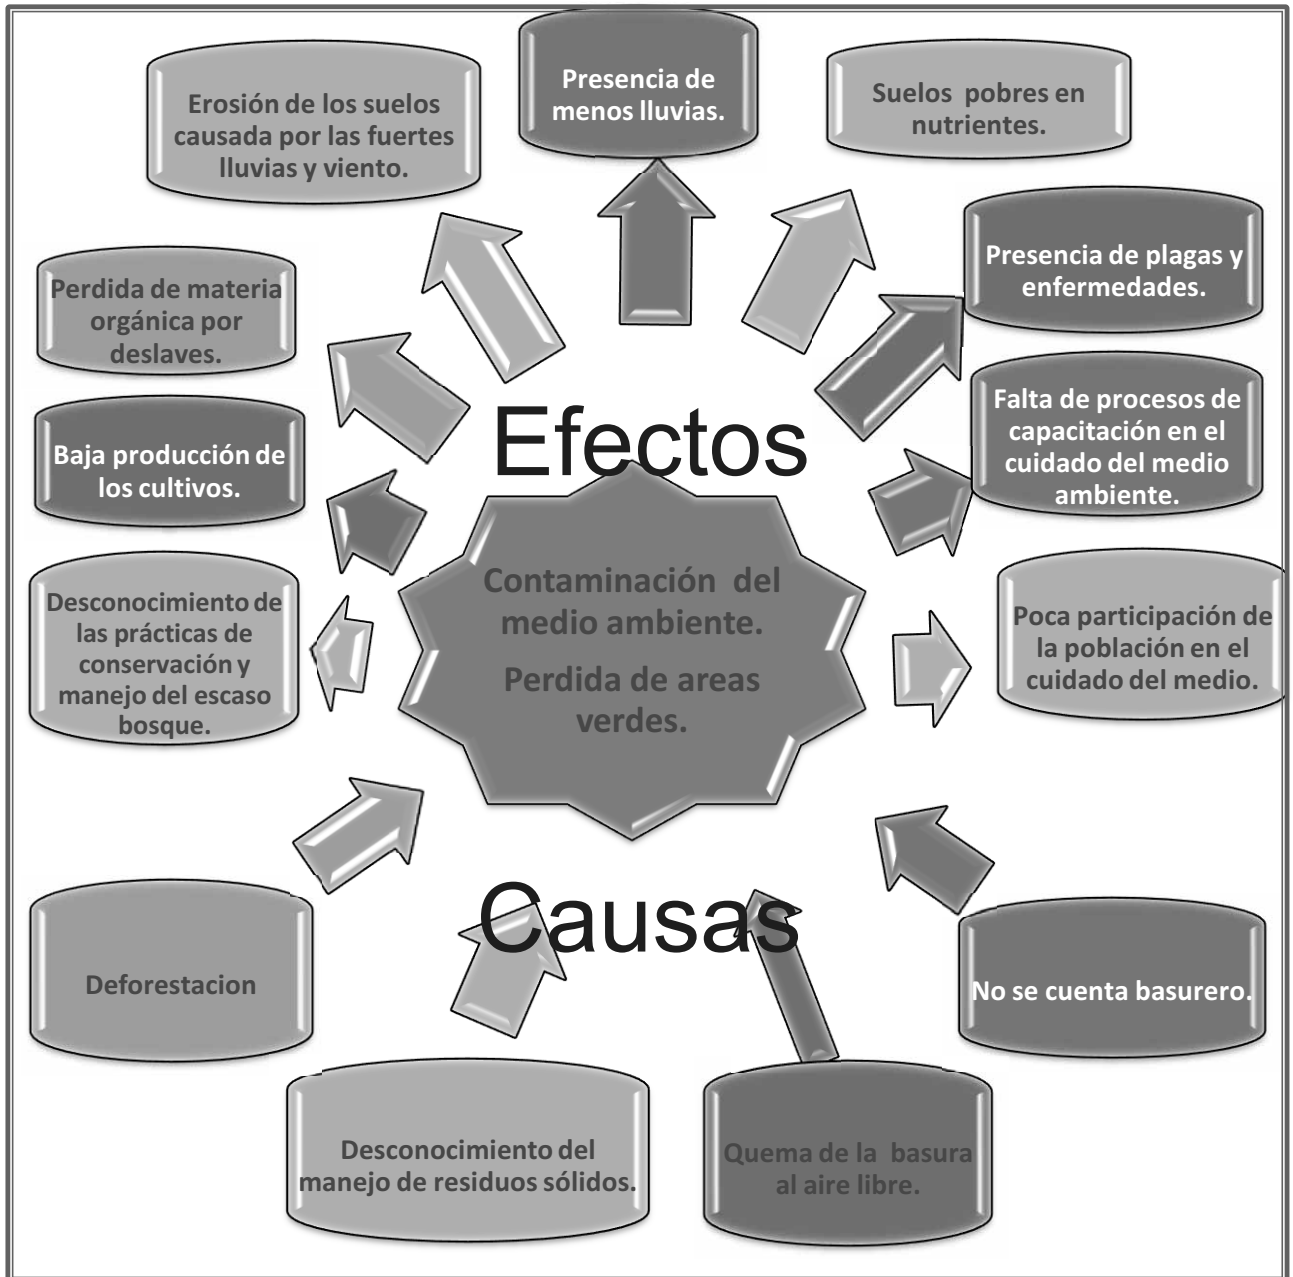 Presencia de
menos lluvias.
Erosión de los suelos
causada por las fuertes
lluvias y viento.
Suelos pobres en
nutrientes.
Presencia de plagas y
enfermedades.
Perdida de materia
orgánica por
deslaves.
Falta de procesos de
capacitación en el
cuidado del medio
ambiente.
Baja producción de
los cultivos.
Efectos
Contaminación del
medio ambiente.
Perdida de areas
verdes.
Desconocimiento de
las prácticas de
conservación y
manejo del escaso
bosque.
Poca participación de
la población en el
cuidado del medio.
Causas
Deforestacion
No se cuenta basurero.
Desconocimiento del
manejo de residuos sólidos.
Quema de la basura
al aire libre.